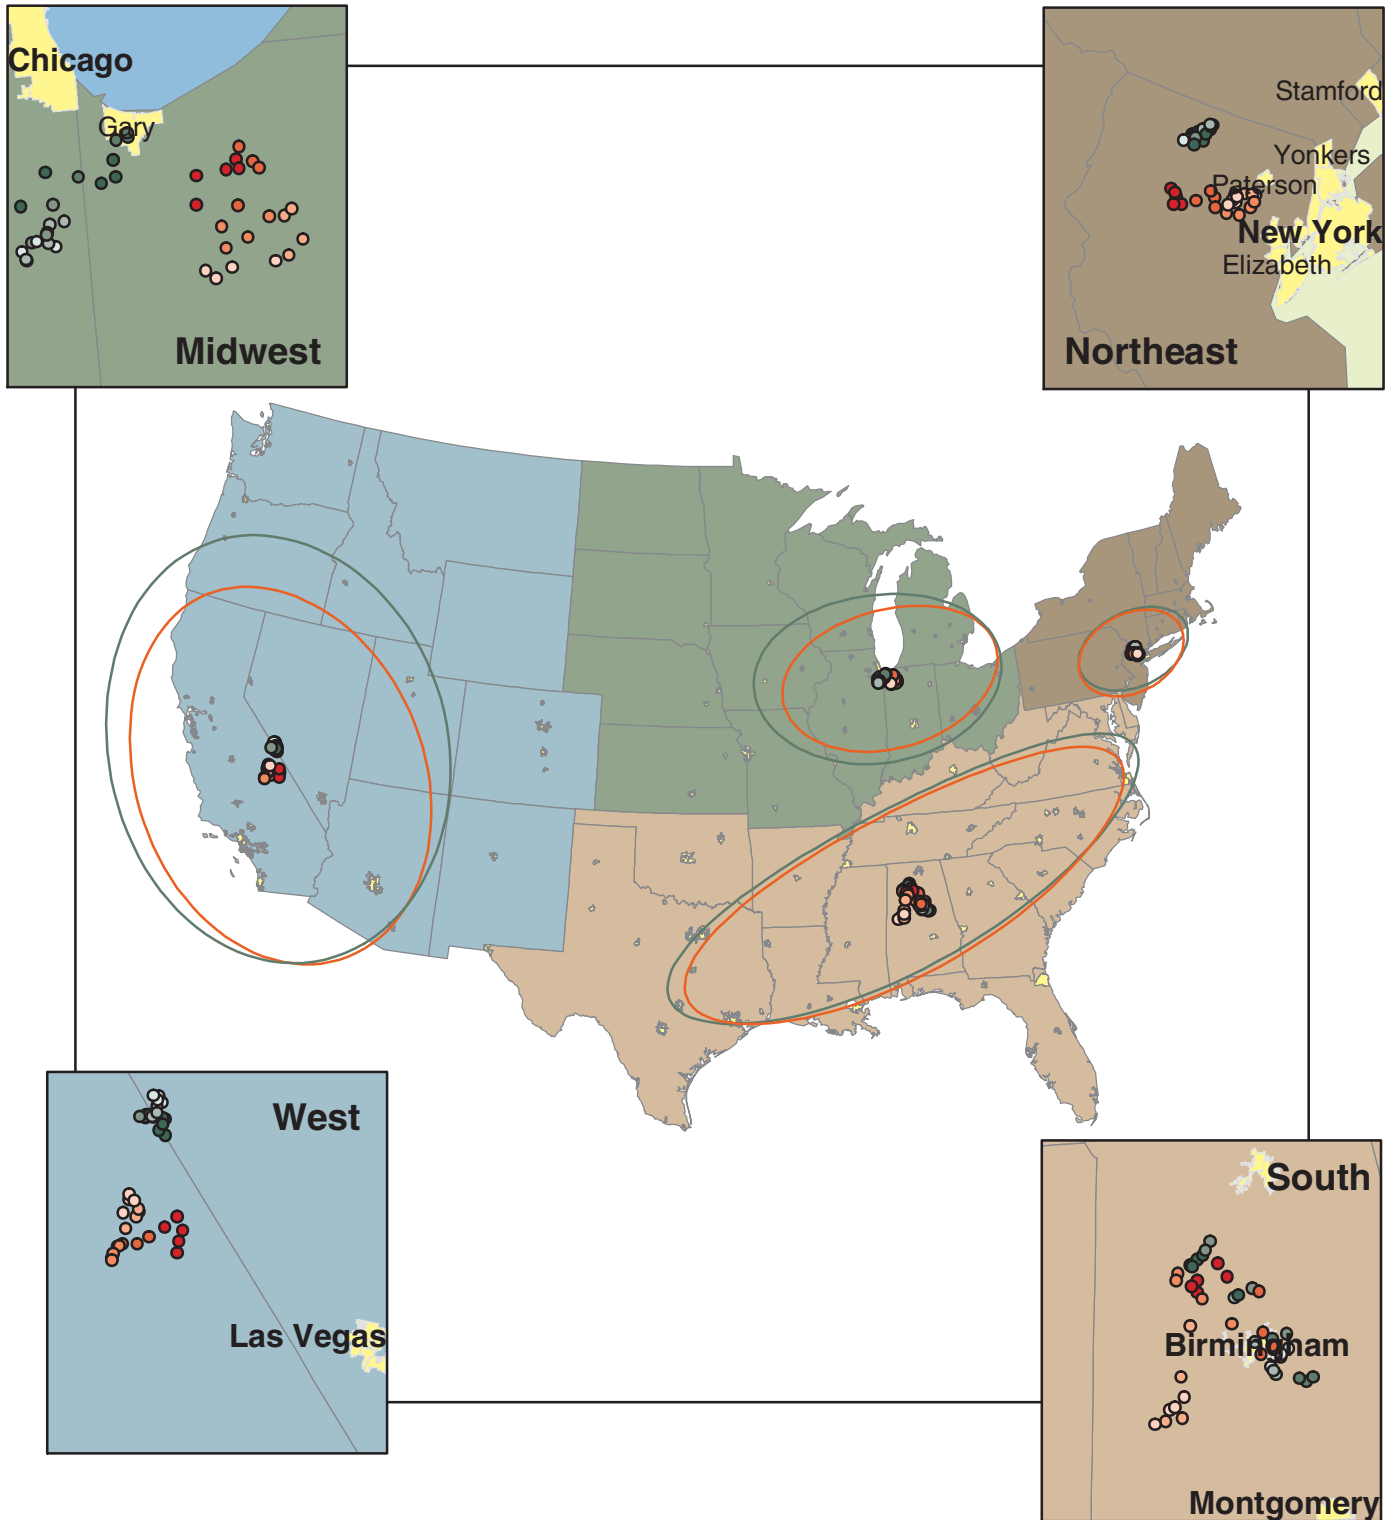 Chicago
Gary
Midwest
Stamford
Yonkers
Paterson
New York
Elizabeth
Northeast
West
Las Vegas
South
Birmingham
Montgomery